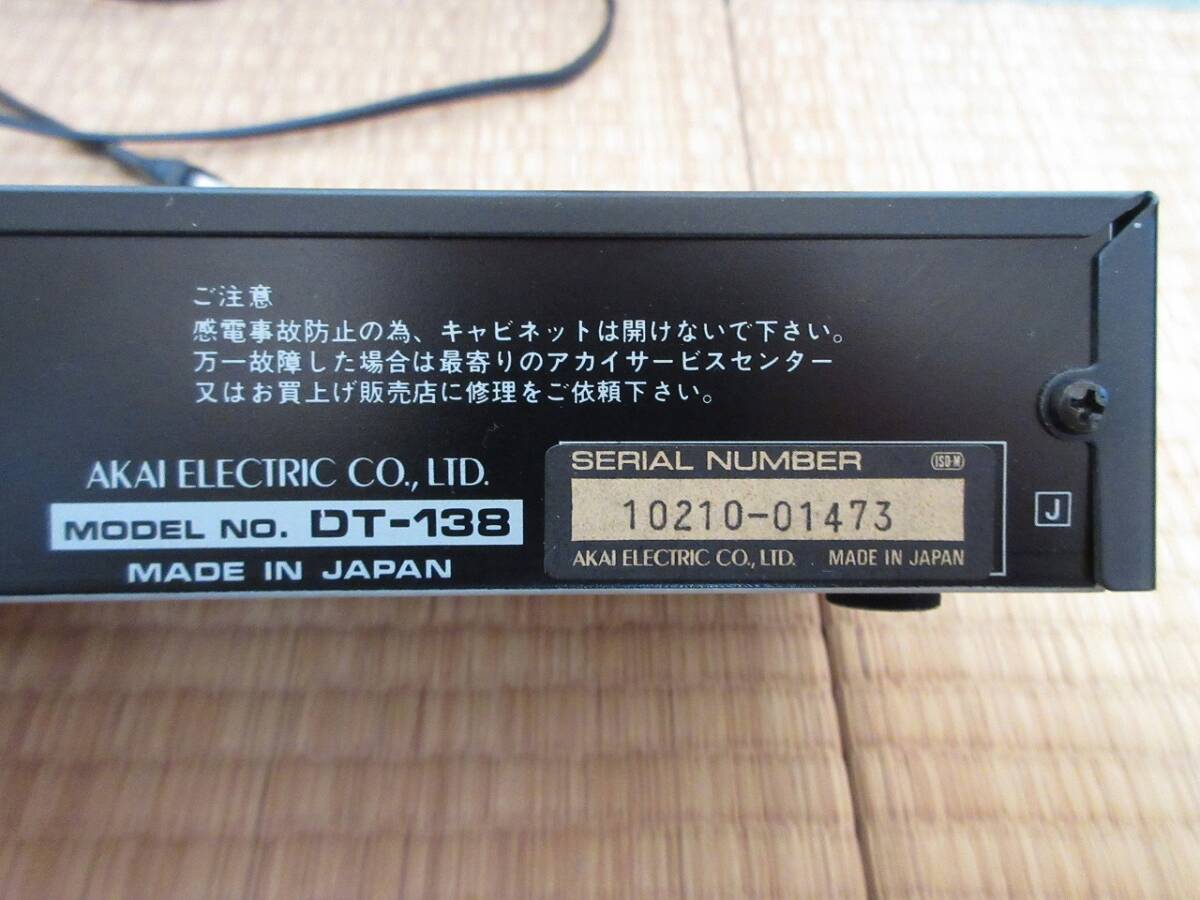 ご注意
感電事故防止の為、キャビネットは開けないで下さい。
万一故障した場合は最寄りのアカイサービスセンター
又はお買上げ販売店に修理をご依頼下さい。
AKAI ELECTRIC CO., LTD.
MODEL NO. DT-138
MADE IN JAPAN
SERIAL NUMBER ISO-M
10210-01473
AKAI ELECTRIC CO., LTD. MADE IN JAPAN
J